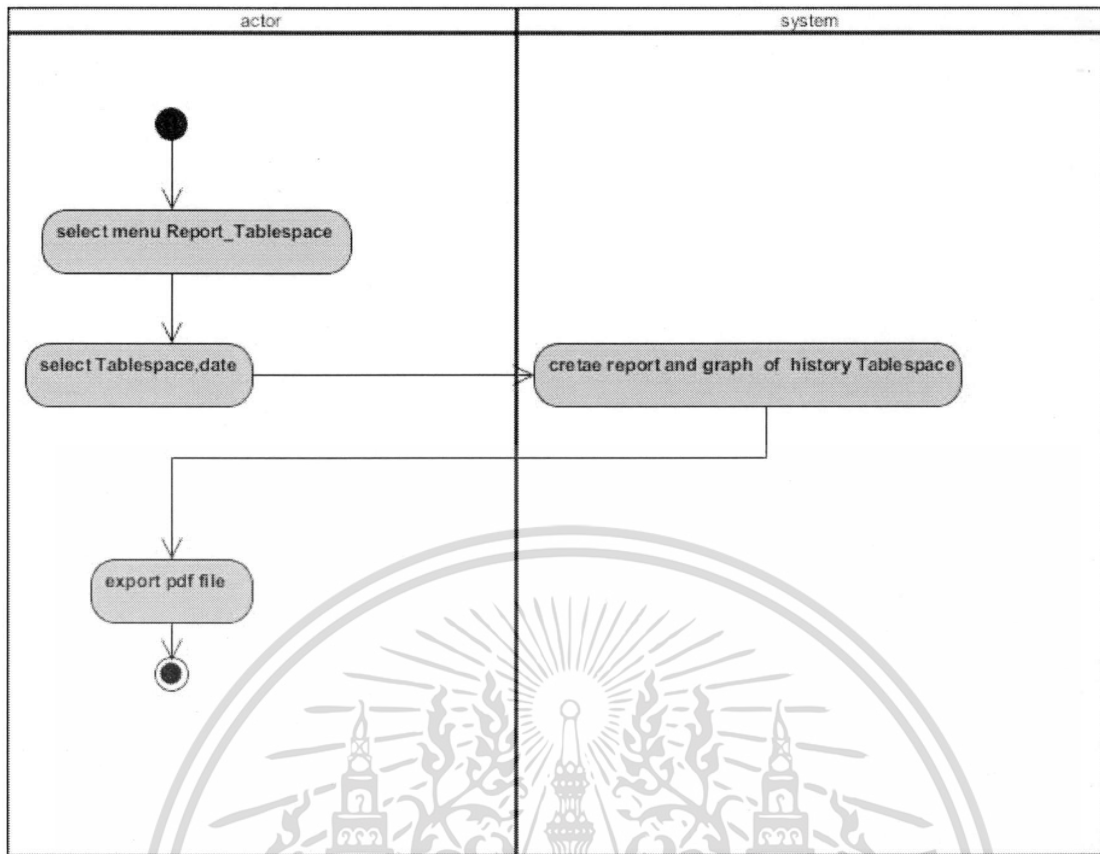 actor
system
select menu Report_Tablespace
select Tablespace,date
cretae report and graph of history Tablespace
export pdf file